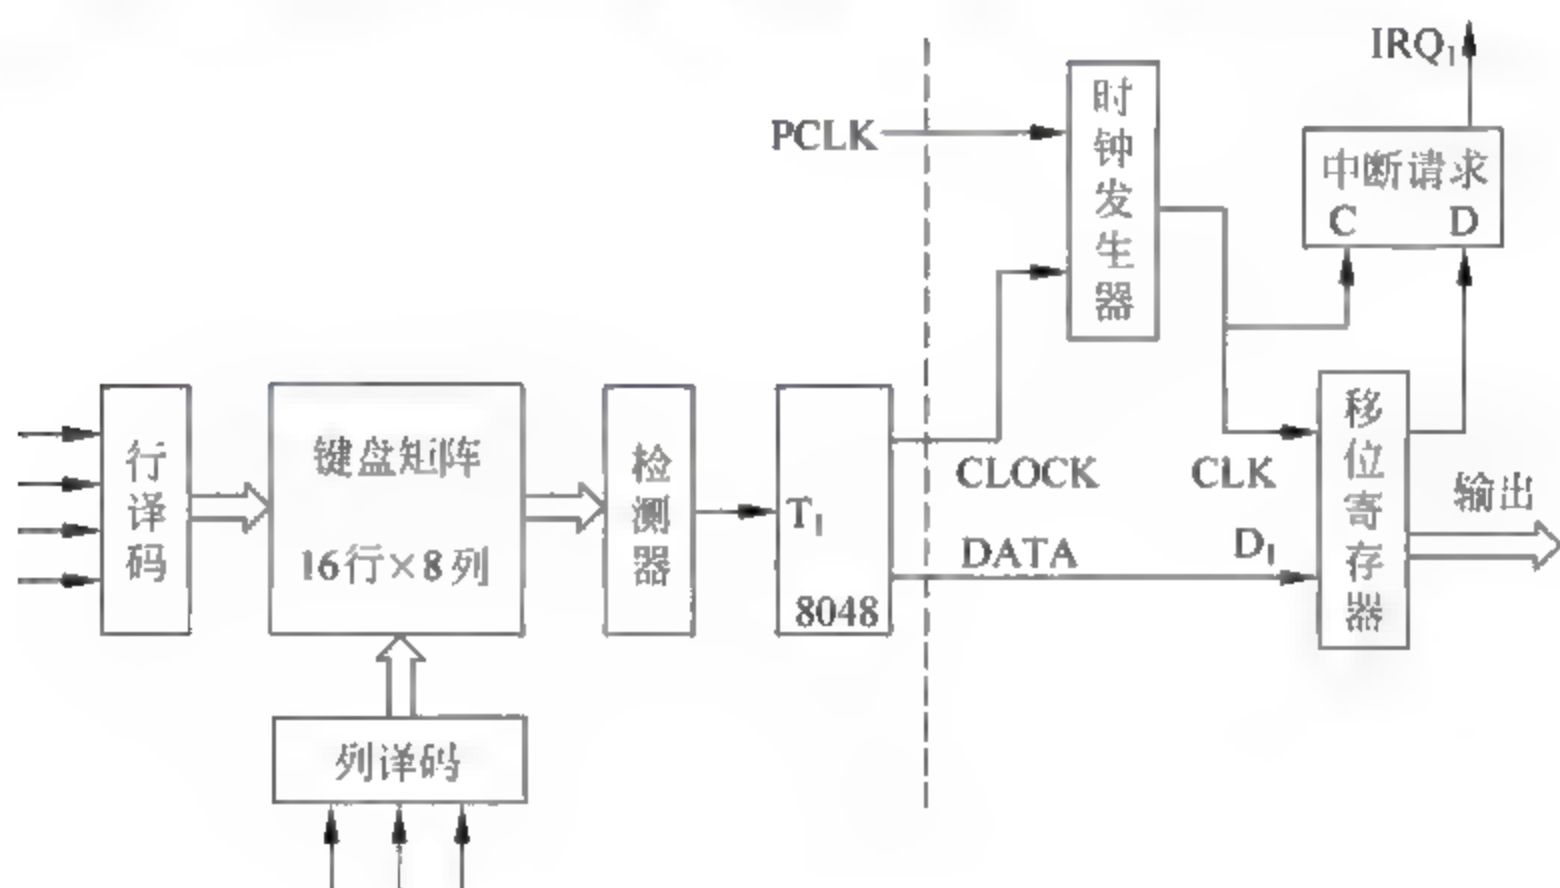 IRQ₁
PCLK
时钟发生器
中断请求
C D
行译码
键盘矩阵
16行×8列
检测器
T₁
8048
CLOCK
DATA
CLK
D₁
移位寄存器
输出
列译码